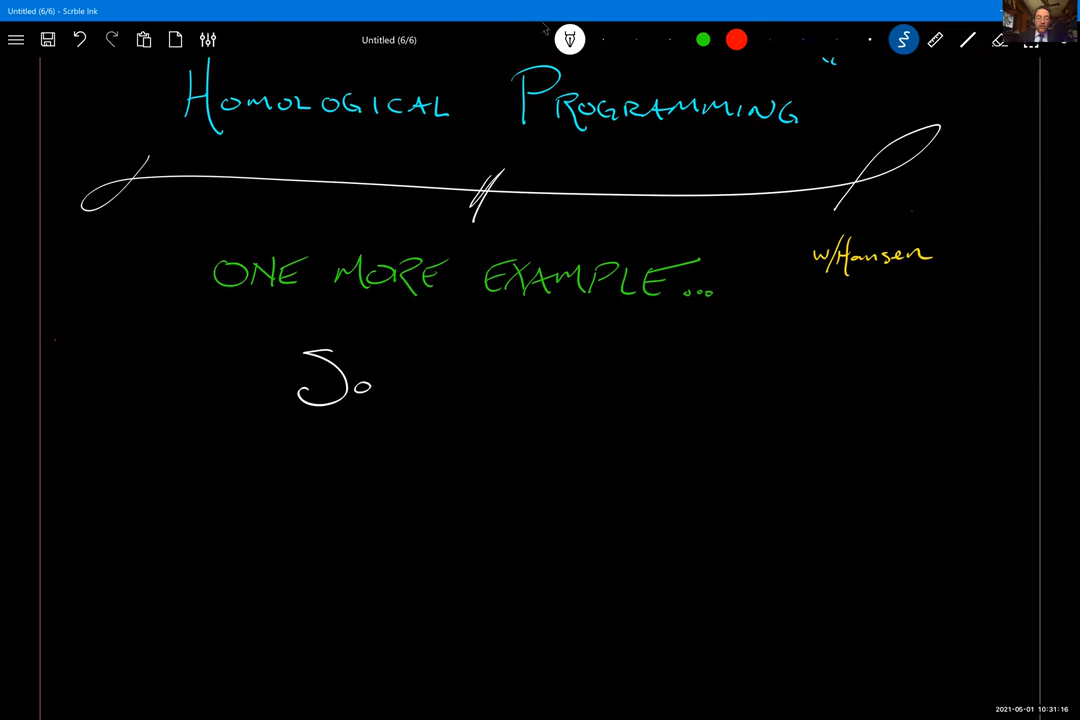 Untitled (6/6) - Scrble Ink
Untitled (6/6)
HOMOLOGICAL PROGRAMMING
w/Hansen
ONE MORE EXAMPLE...
2021-05-01 10:31:16